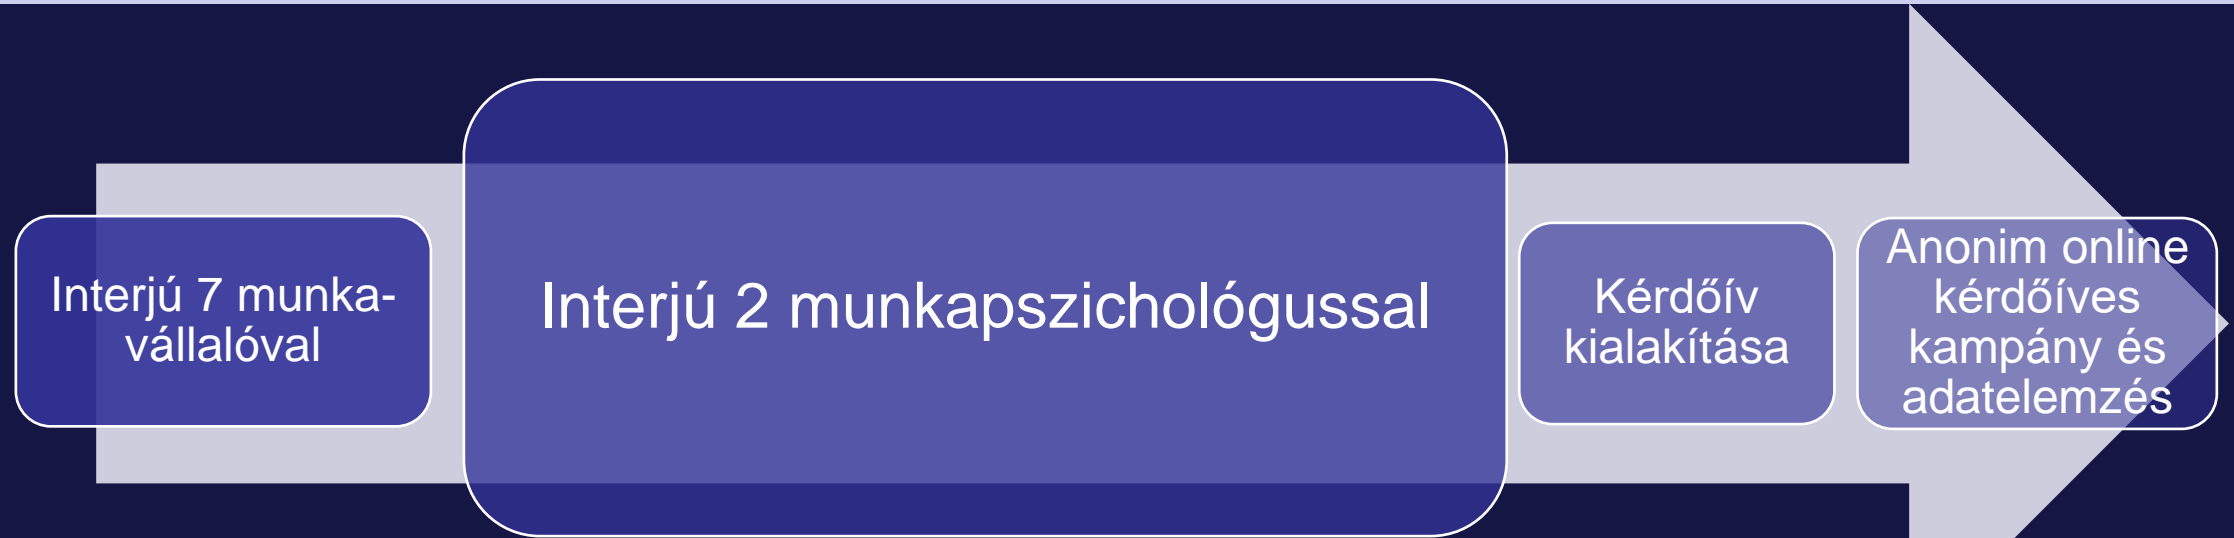 Interjú 7 munka-
vállalóval
Interjú 2 munkapszichológussal
Kérdőív
kialakítása
Anonim online
kérdőíves
kampány és
adatelemzés